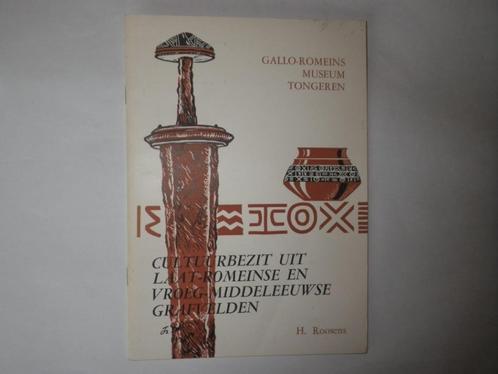 GALLO-ROMEINS
MUSEUM
TONGEREN
CULTUURBEZIT UIT
LAAT-ROMEINSE EN
VROEG-MIDDELEEUWSE
GRAFVELDEN
H. Roosens